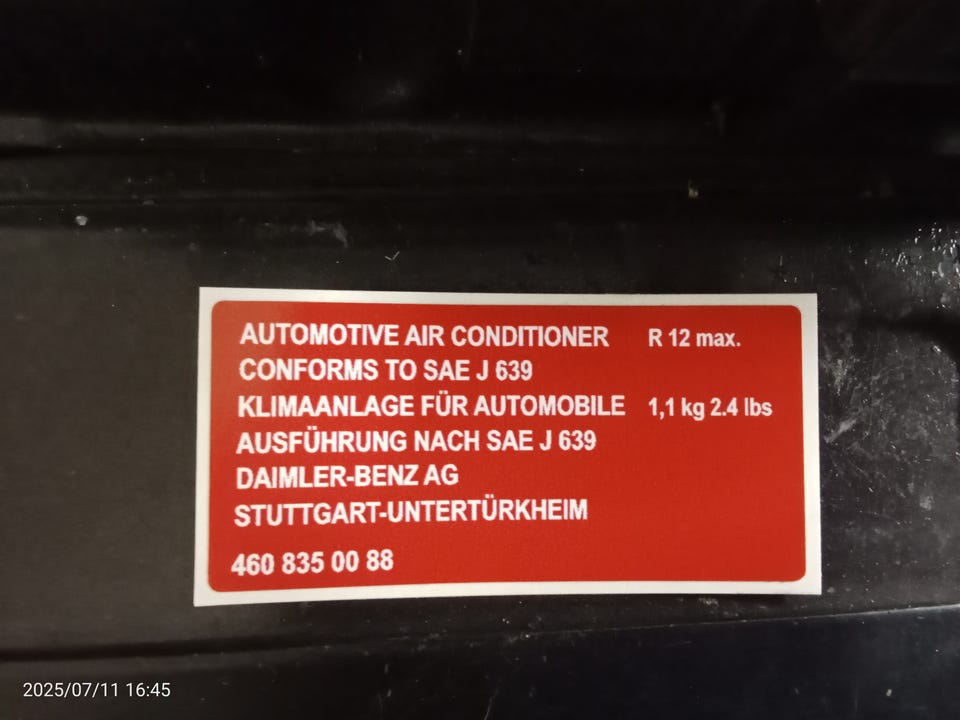 AUTOMOTIVE AIR CONDITIONER R 12 max.
CONFORMS TO SAE J 639
KLIMAANLAGE FÜR AUTOMOBILE 1,1 kg 2.4 lbs
AUSFÜHRUNG NACH SAE J 639
DAIMLER-BENZ AG
STUTTGART-UNTERTÜRKHEIM
460 835 00 88
2025/07/11 16:45